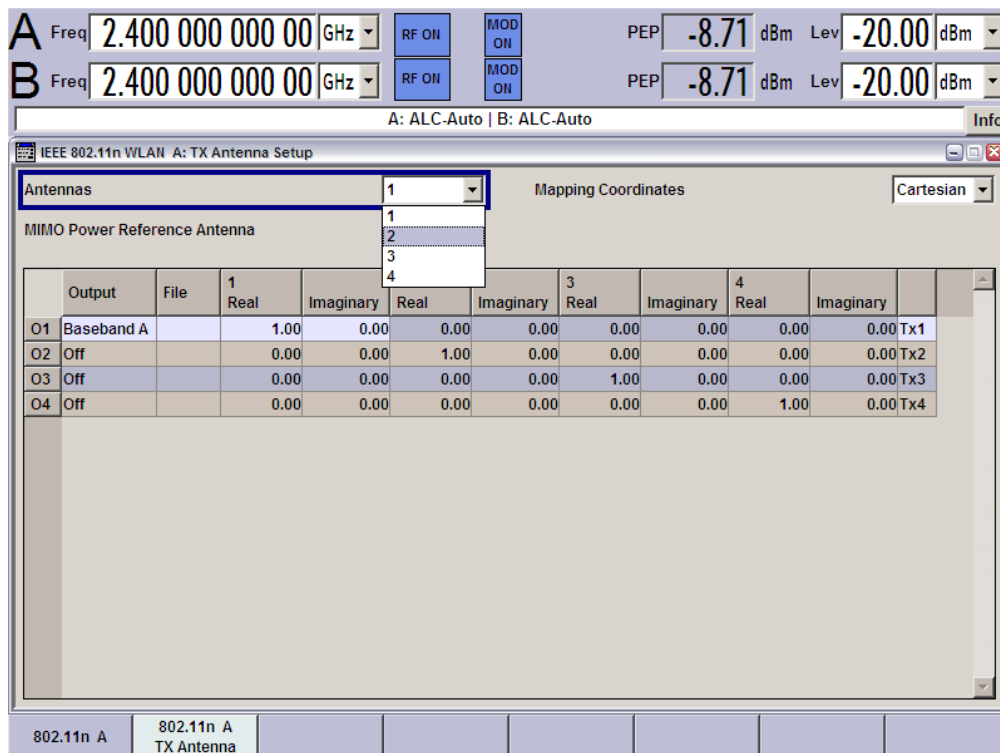 A Freq 2.400 000 000 00 GHz RF ON MOD ON PEP -8.71 dBm Lev -20.00 dBm
B Freq 2.400 000 000 00 GHz RF ON MOD ON PEP -8.71 dBm Lev -20.00 dBm
A: ALC-Auto | B: ALC-Auto Info
IEEE 802.11n WLAN A: TX Antenna Setup
Antennas 1 Mapping Coordinates Cartesian
1
MIMO Power Reference Antenna 2
3
4
Output File 1 Real Imaginary Real Imaginary 3 Real Imaginary 4 Real Imaginary
O1 Baseband A 1.00 0.00 0.00 0.00 0.00 0.00 0.00 0.00 Tx1
O2 Off 0.00 0.00 1.00 0.00 0.00 0.00 0.00 0.00 Tx2
O3 Off 0.00 0.00 0.00 0.00 1.00 0.00 0.00 0.00 Tx3
O4 Off 0.00 0.00 0.00 0.00 0.00 0.00 1.00 0.00 Tx4
802.11n A 802.11n A
TX Antenna